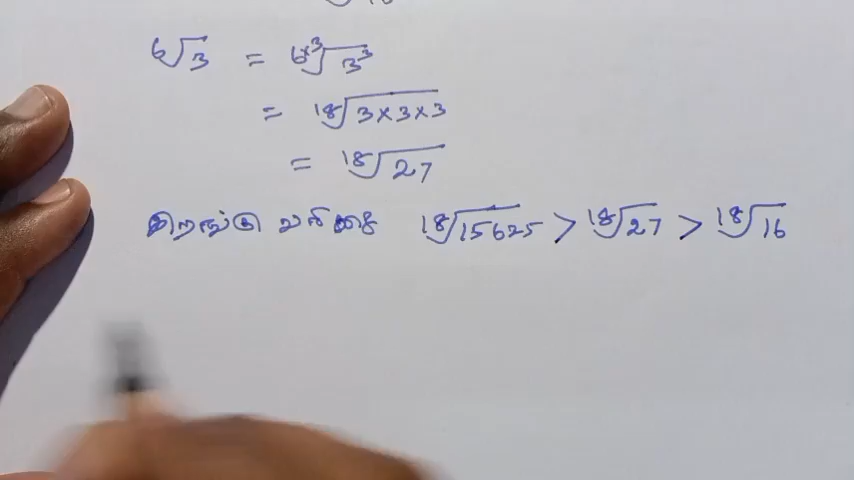 ⁶√3 = ⁶ˣ³√3³
= ¹⁸√3×3×3
= ¹⁸√27
இறங்கு வரிசை ¹⁸√15625 > ¹⁸√27 > ¹⁸√16